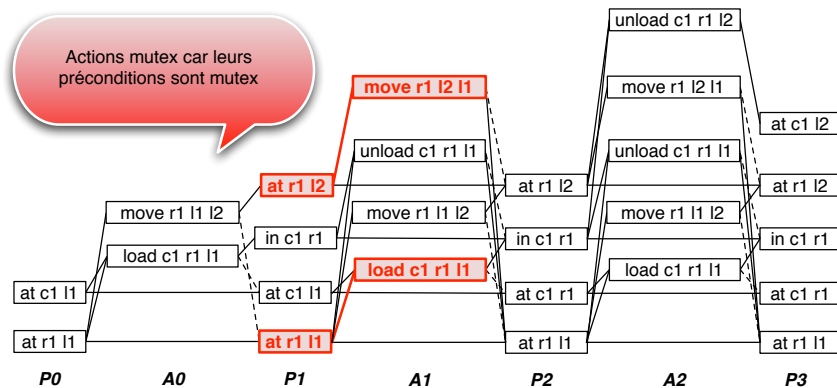 Actions mutex car leurs
préconditions sont mutex
unload c1 r1 l2
move r1 l2 l1
move r1 l2 l1
at c1 l2
unload c1 r1 l1
unload c1 r1 l1
at r1 l2
at r1 l2
at r1 l2
move r1 l1 l2
move r1 l1 l2
move r1 l1 l2
in c1 r1
in c1 r1
in c1 r1
load c1 r1 l1
load c1 r1 l1
load c1 r1 l1
at c1 l1
at c1 l1
at c1 r1
at c1 r1
at r1 l1
at r1 l1
at r1 l1
at r1 l1
P0 A0 P1 A1 P2 A2 P3